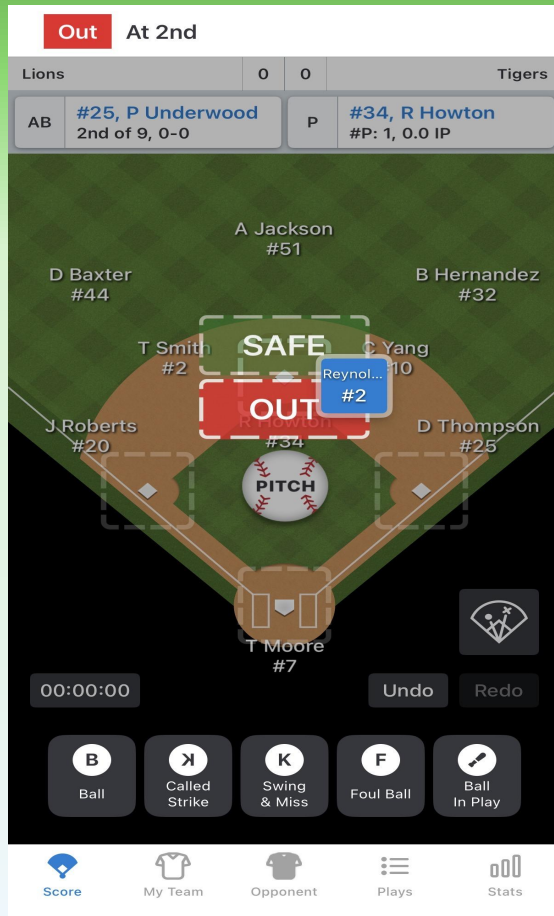 Out At 2nd
Lions 0 0 Tigers
AB #25, P Underwood
2nd of 9, 0-0
P #34, R Howton
#P: 1, 0.0 IP
A Jackson
#51
D Baxter
#44
B Hernandez
#32
SAFE
T Smith
#2
C Yang
#10
Reynol...
#2
OUT
R Howton
#34
J Roberts
#20
D Thompson
#25
PITCH
T Moore
#7
00:00:00 Undo Redo
B
Ball
K
Called
Strike
K
Swing
& Miss
F
Foul Ball
Ball
In Play
Score My Team Opponent Plays Stats